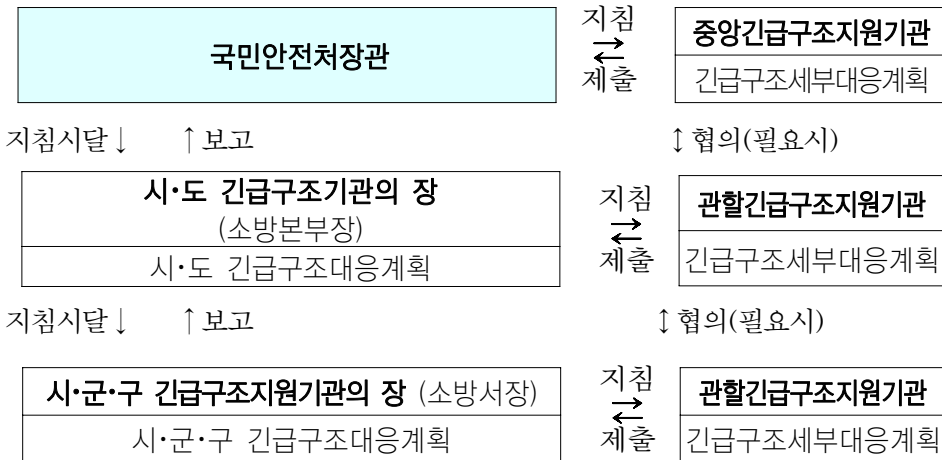 국민안전처장관
지침
→
←
제출
중앙긴급구조지원기관
긴급구조세부대응계획
지침시달↓ ↑보고
↕협의(필요시)
시·도 긴급구조기관의 장
(소방본부장)
시·도 긴급구조대응계획
지침
→
←
제출
관할긴급구조지원기관
긴급구조세부대응계획
지침시달↓ ↑보고
↕협의(필요시)
시·군·구 긴급구조지원기관의 장 (소방서장)
시·군·구 긴급구조대응계획
지침
→
←
제출
관할긴급구조지원기관
긴급구조세부대응계획